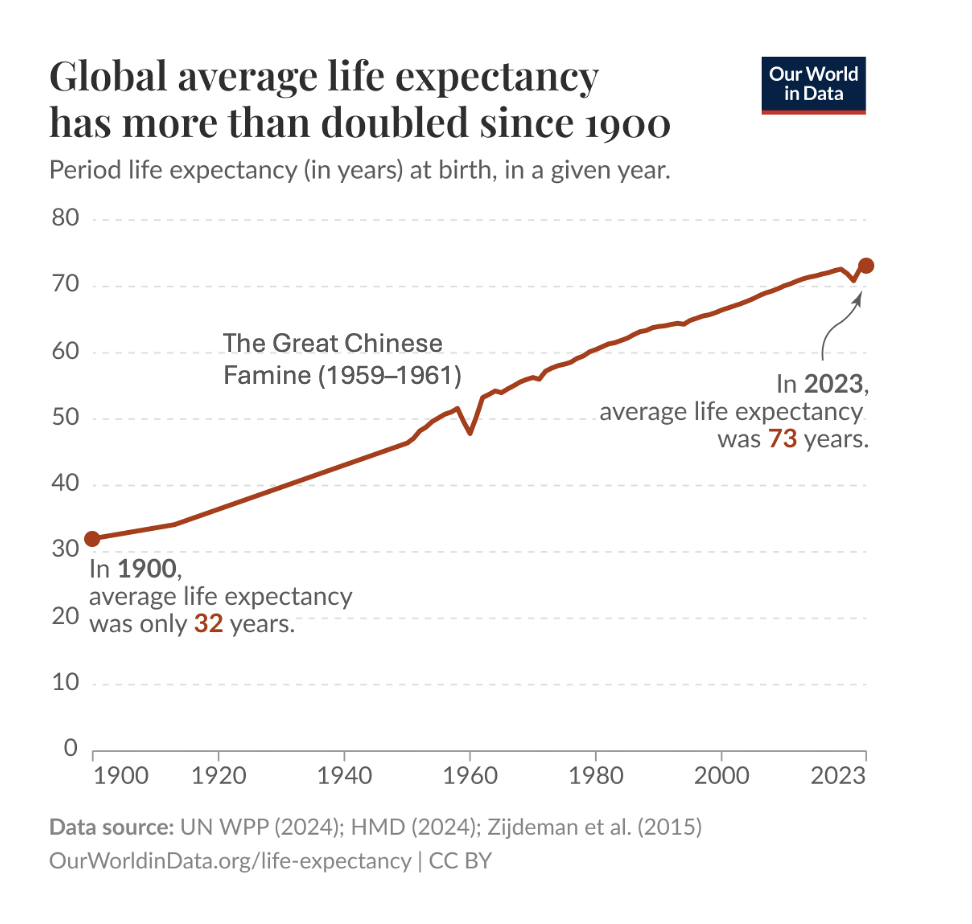 Global average life expectancy
has more than doubled since 1900
Our World
in Data
Period life expectancy (in years) at birth, in a given year.
80
70
60
50
40
30
20
10
0
The Great Chinese
Famine (1959–1961)
In 2023,
average life expectancy
was 73 years.
In 1900,
average life expectancy
was only 32 years.
1900 1920 1940 1960 1980 2000 2023
Data source: UN WPP (2024); HMD (2024); Zijdeman et al. (2015)
OurWorldinData.org/life-expectancy | CC BY